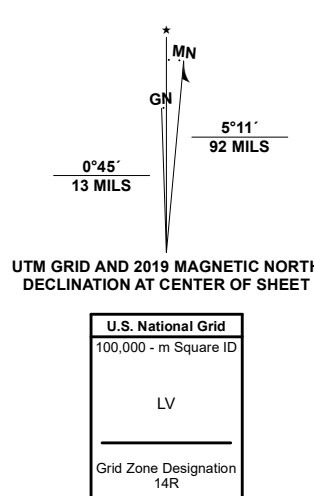 ★
MN
GN
5°11´
92 MILS
0°45´
13 MILS
UTM GRID AND 2019 MAGNETIC NORTH
DECLINATION AT CENTER OF SHEET
U.S. National Grid
100,000 - m Square ID
LV
Grid Zone Designation
14R